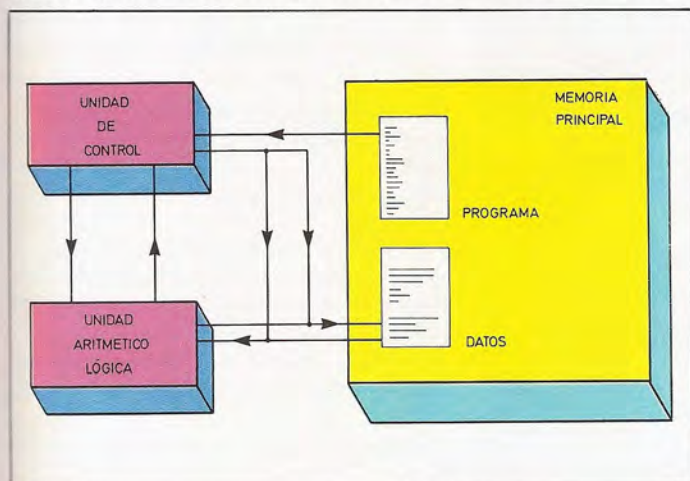 UNIDAD
DE
CONTROL
MEMORIA
PRINCIPAL
PROGRAMA
UNIDAD
ARITMETICO
LÓGICA
DATOS